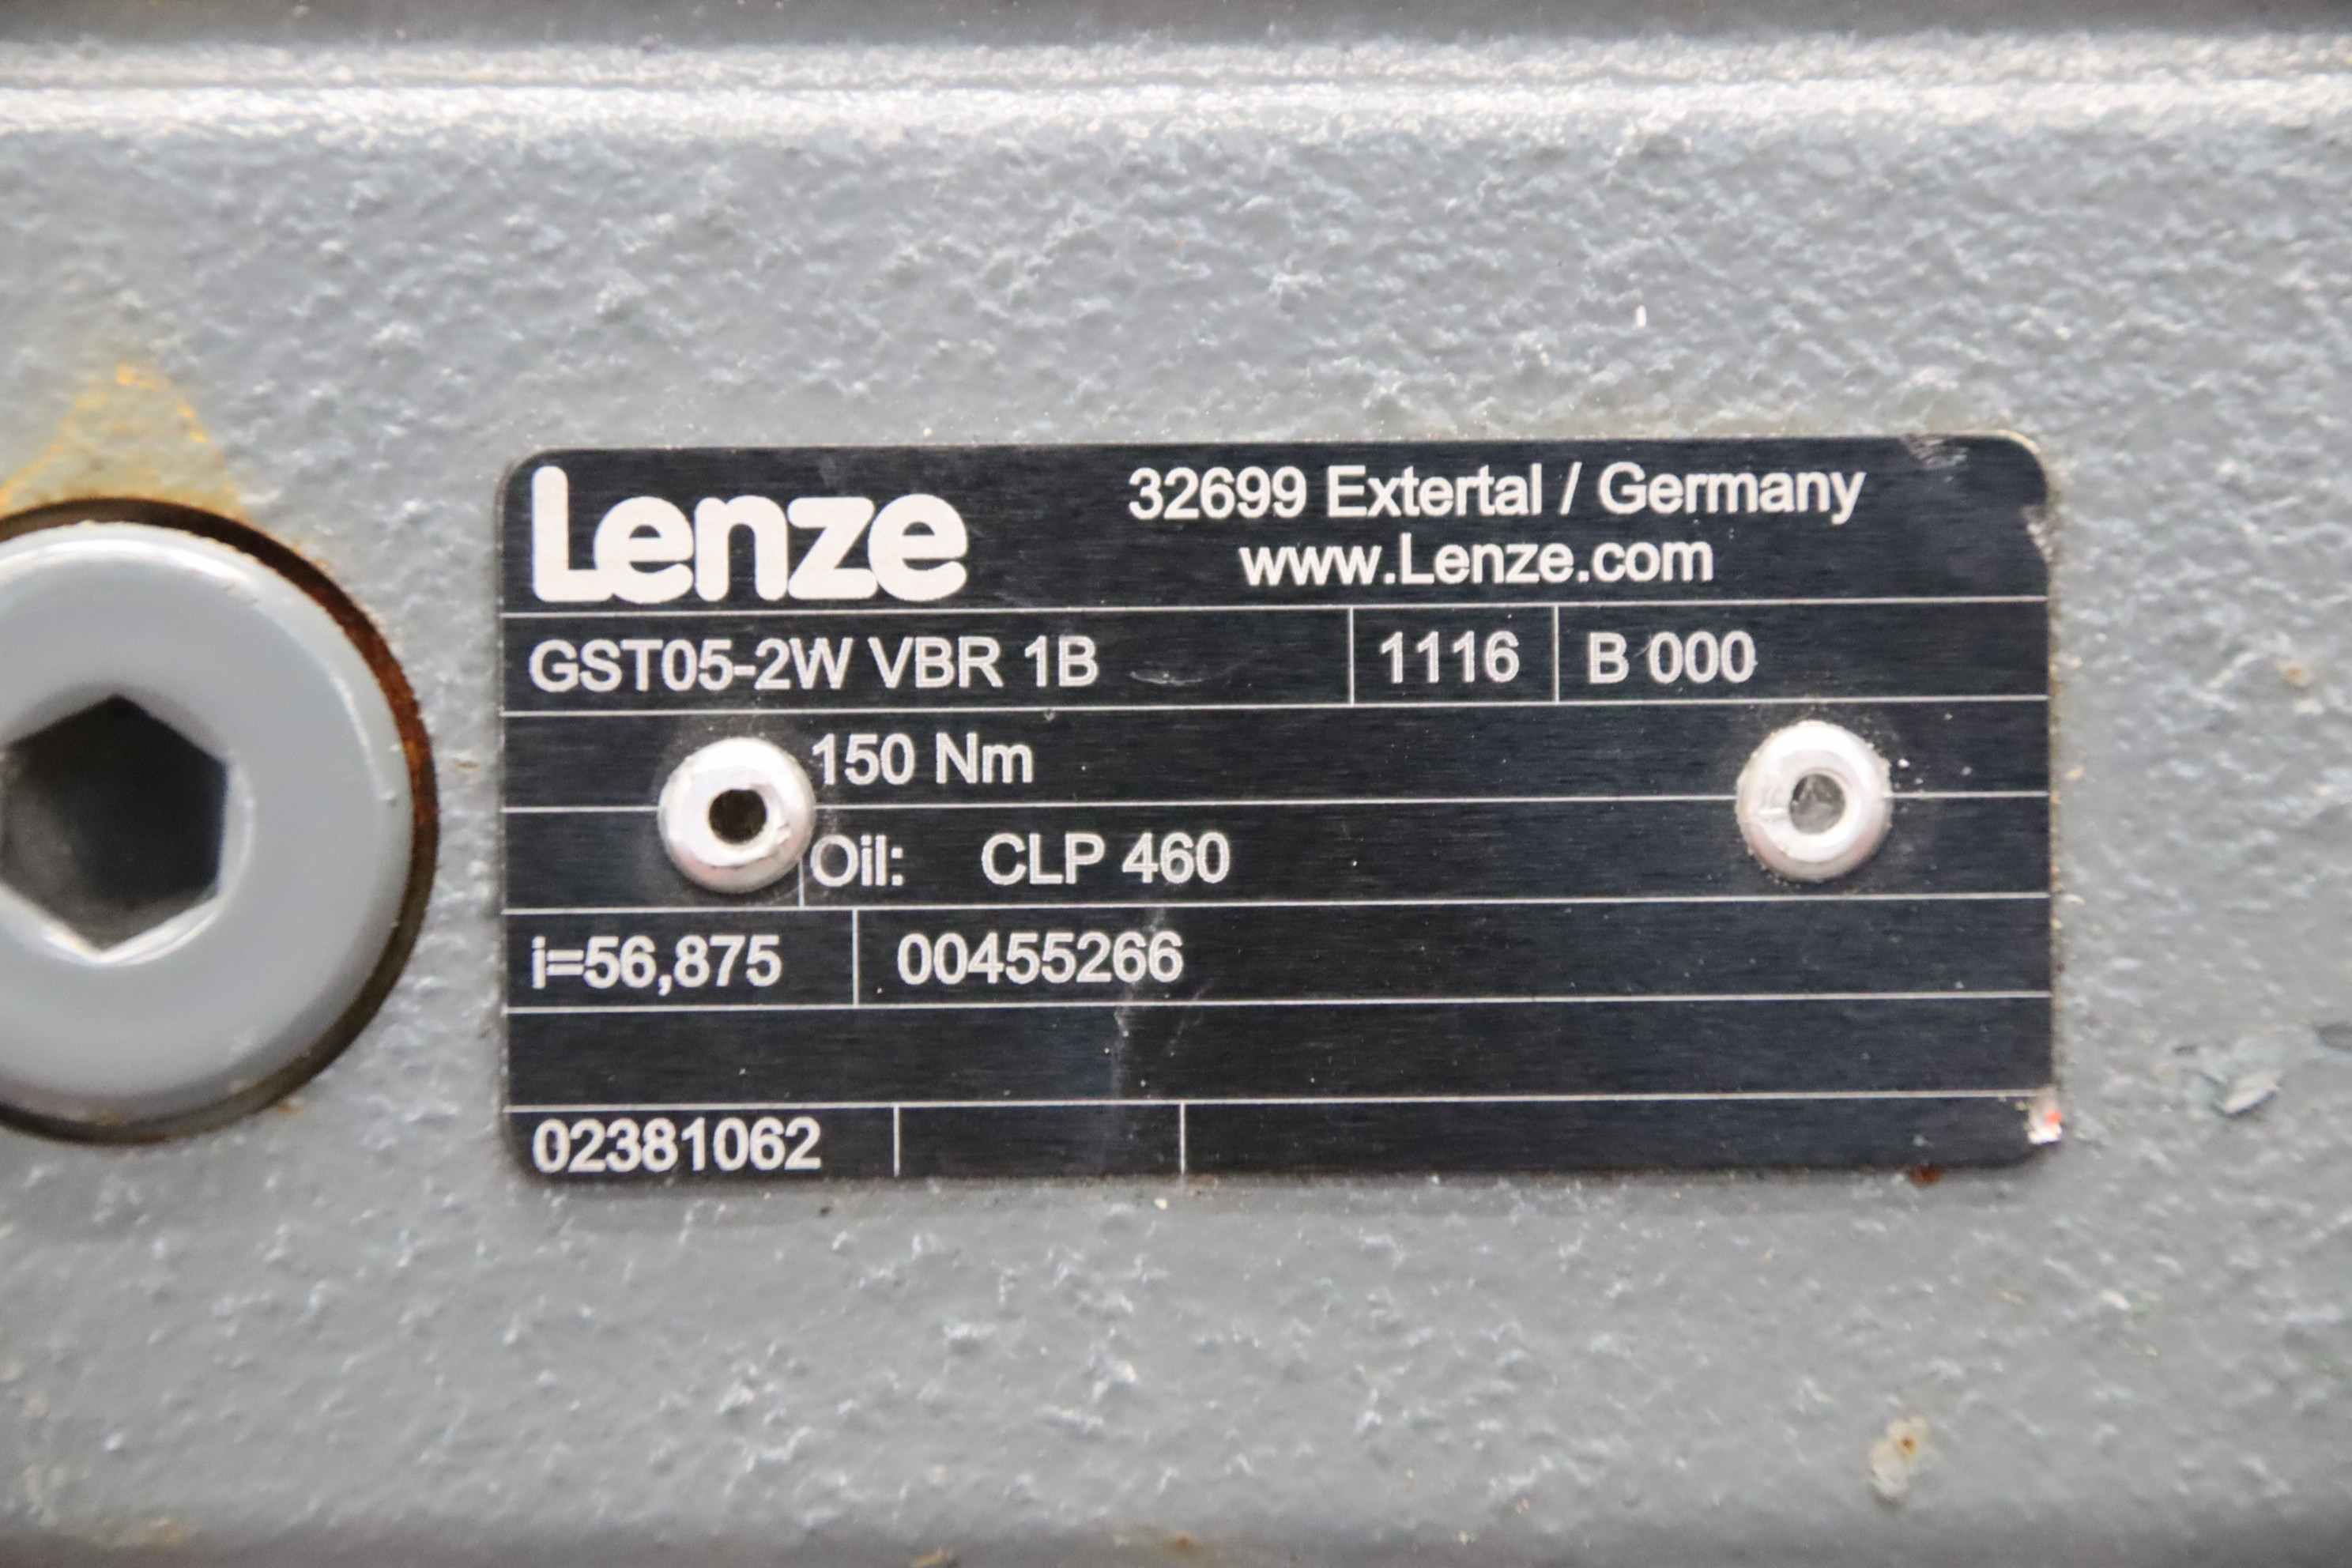 Lenze
32699 Extertal / Germany
www.Lenze.com
GST05-2W VBR 1B 1116 B 000
150 Nm
Oil: CLP 460
i=56,875 00455266
02381062